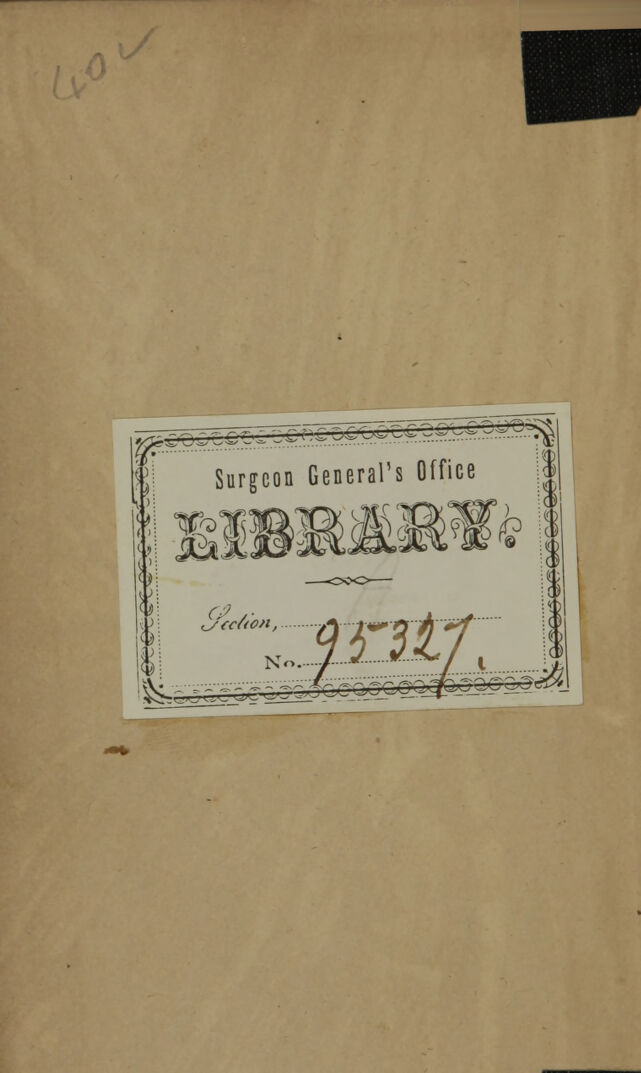 40
Surgeon General's Office
LIBRARY.
Section,
No. 95327.